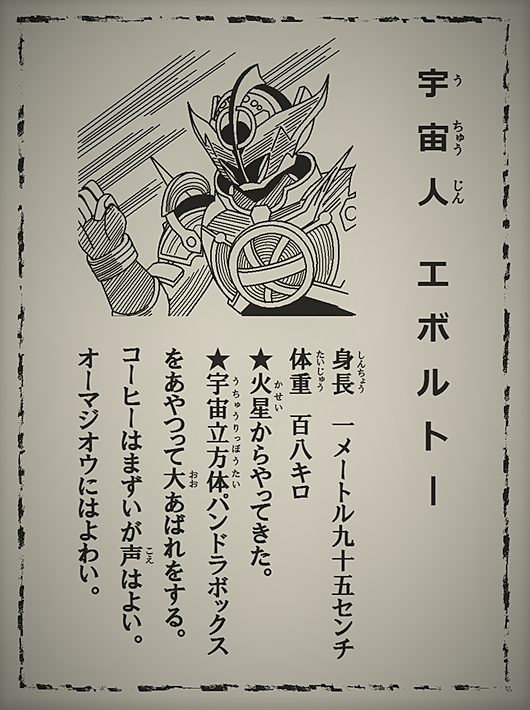 宇宙人 エボルトー
身長 一メートル九十五センチ
体重 百八キロ
★火星からやってきた。
★宇宙立方体パンドラボックス
をあやつって大あばれをする。
コーヒーはまずいが声はよい。
オーマジオウにはよわい。